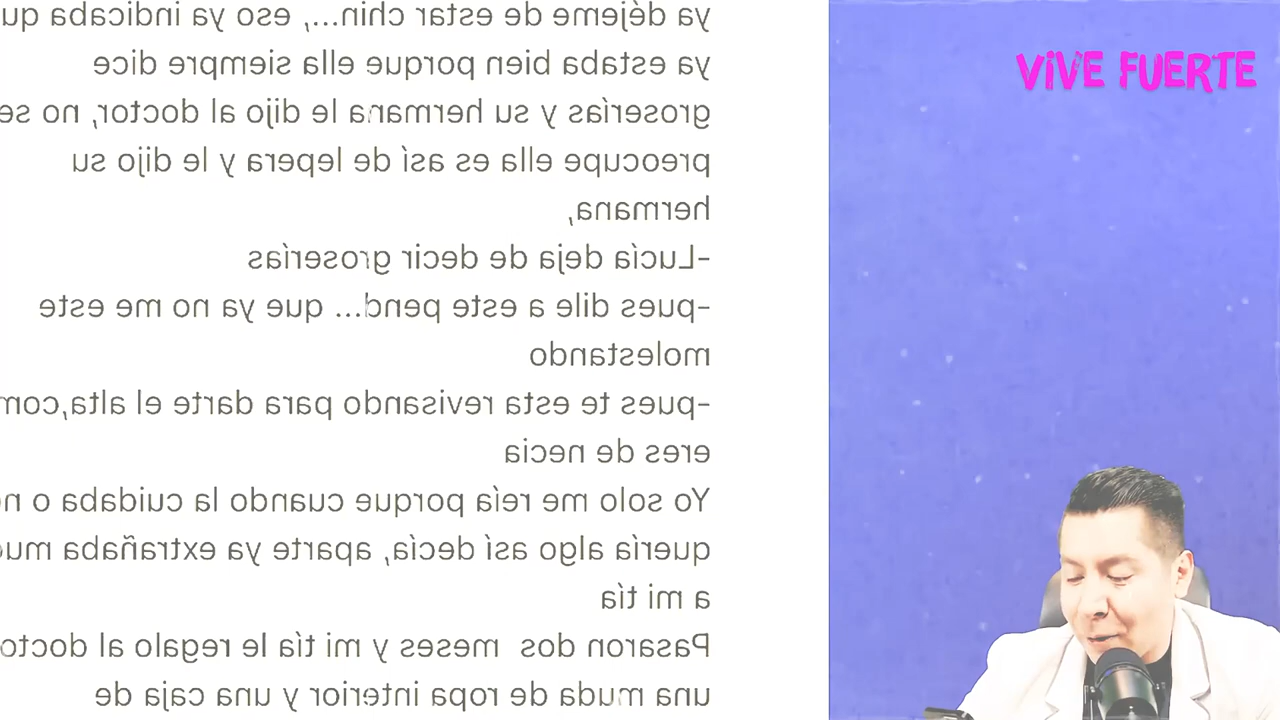 ya déjeme de estar chin..., eso ya indicaba qu
ya estaba bien porque ella siempre dice
groserías y su hermana le dijo al doctor, no se
preocupe ella es así de lepera y le dijo su
hermana,
-Lucía deja de decir groserías
-pues dile a este pend... que ya no me este
molestando
-pues te esta revisando para darte el alta,com
eres de necia
Yo solo me reía porque cuando la cuidaba o n
quería algo así decía, aparte ya extrañaba muc
a mi tía
Pasaron dos meses y mi tía le regalo al docto
una muda de ropa interior y una caja de
VIVE FUERTE